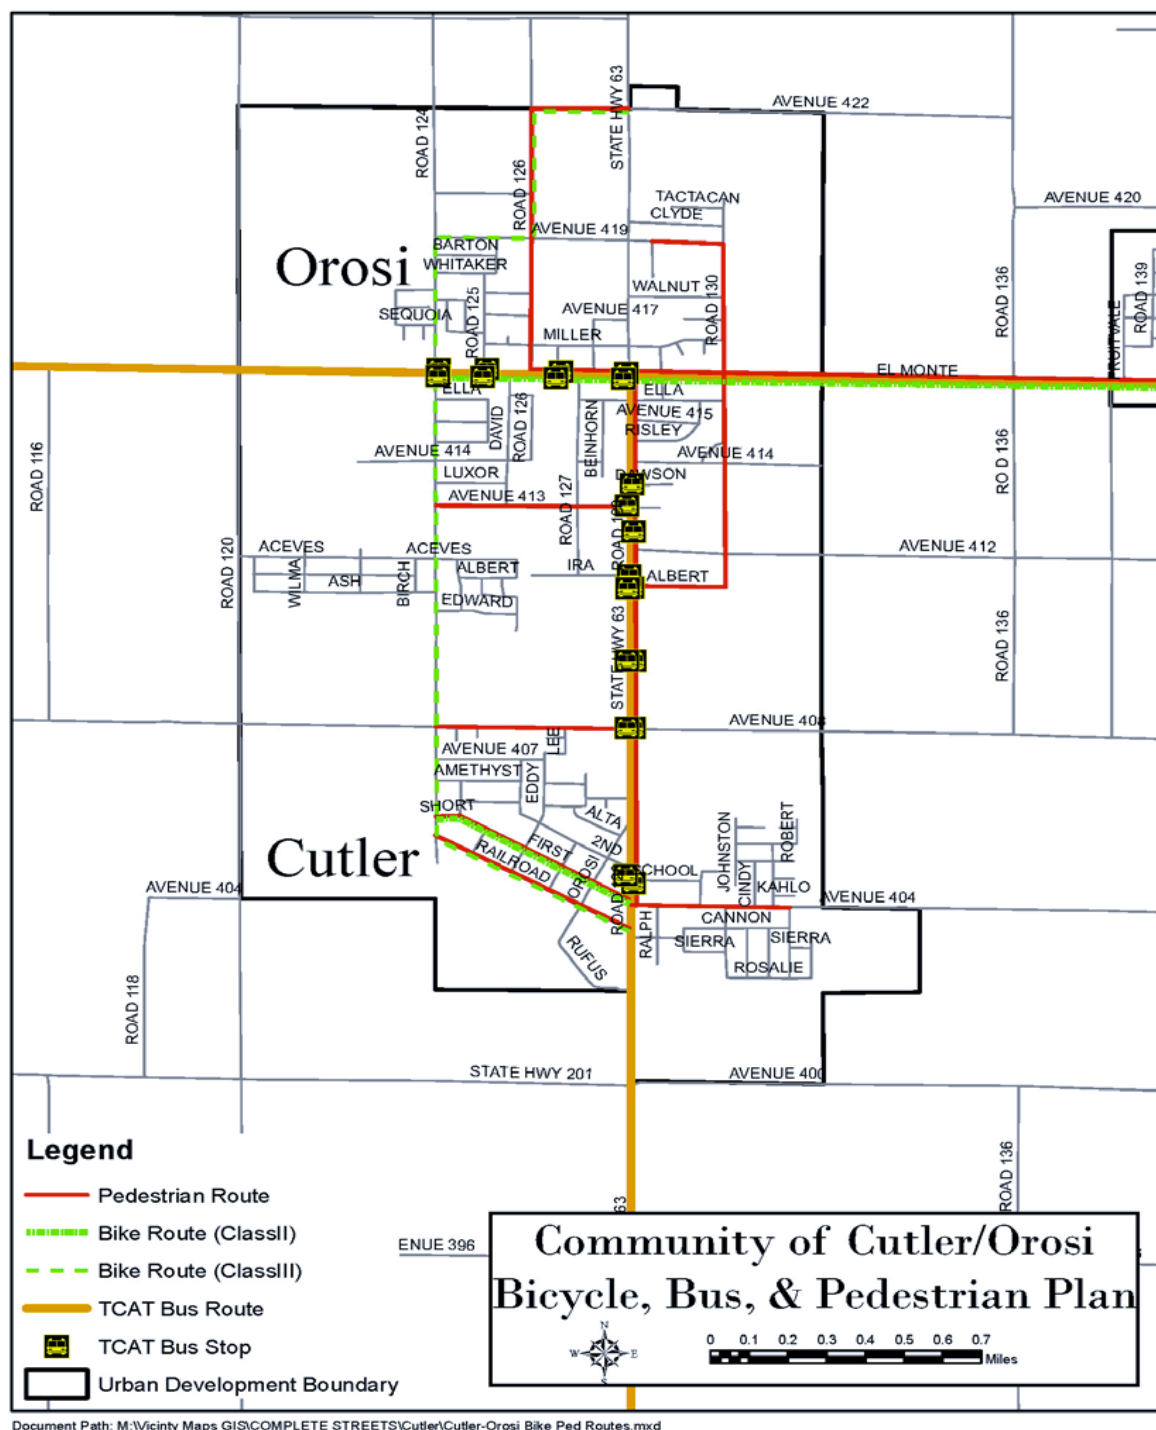 STATE HWY 63
AVENUE 422
ROAD 124
ROAD 126
TACTACAN
CLYDE
AVENUE 420
AVENUE 419
BARTON
WHITAKER
Orosi
ROAD 136
ROAD 139
FRUITVALE
WALNUT
ROAD 130
SEQUOIA
ROAD 125
AVENUE 417
MILLER
EL MONTE
ELLA
ELLA
DAVID
ROAD 126
BEINHORN
AVENUE 415
RISLEY
ROAD 116
AVENUE 414
AVENUE 414
RO D 136
LUXOR
DAWSON
AVENUE 413
ROAD 127
ROAD 120
ACEVES
ACEVES
AVENUE 412
WILMA
ASH
BIRCH
ALBERT
IRA
ALBERT
EDWARD
STATE HWY 63
ROAD 136
AVENUE 408
AVENUE 407
LEE
AMETHYST
EDDY
SHORT
ALTA
FIRST
2ND
RAILROAD
OROSI
Cutler
SCHOOL
JOHNSTON
CINDY
ROBERT
KAHLO
AVENUE 404
AVENUE 404
CANNON
RALPH
SIERRA
SIERRA
ROSALIE
RUFUS
ROAD 118
STATE HWY 201
AVENUE 400
ROAD 136
63
ENUE 396
Legend
Pedestrian Route
Bike Route (ClassII)
Bike Route (ClassIII)
TCAT Bus Route
TCAT Bus Stop
Urban Development Boundary
Community of Cutler/Orosi
Bicycle, Bus, & Pedestrian Plan
N
W E
S
0 0.1 0.2 0.3 0.4 0.5 0.6 0.7
Miles
Document Path: M:\Vicinty Maps GIS\COMPLETE STREETS\Cutler\Cutler-Orosi Bike Ped Routes.mxd